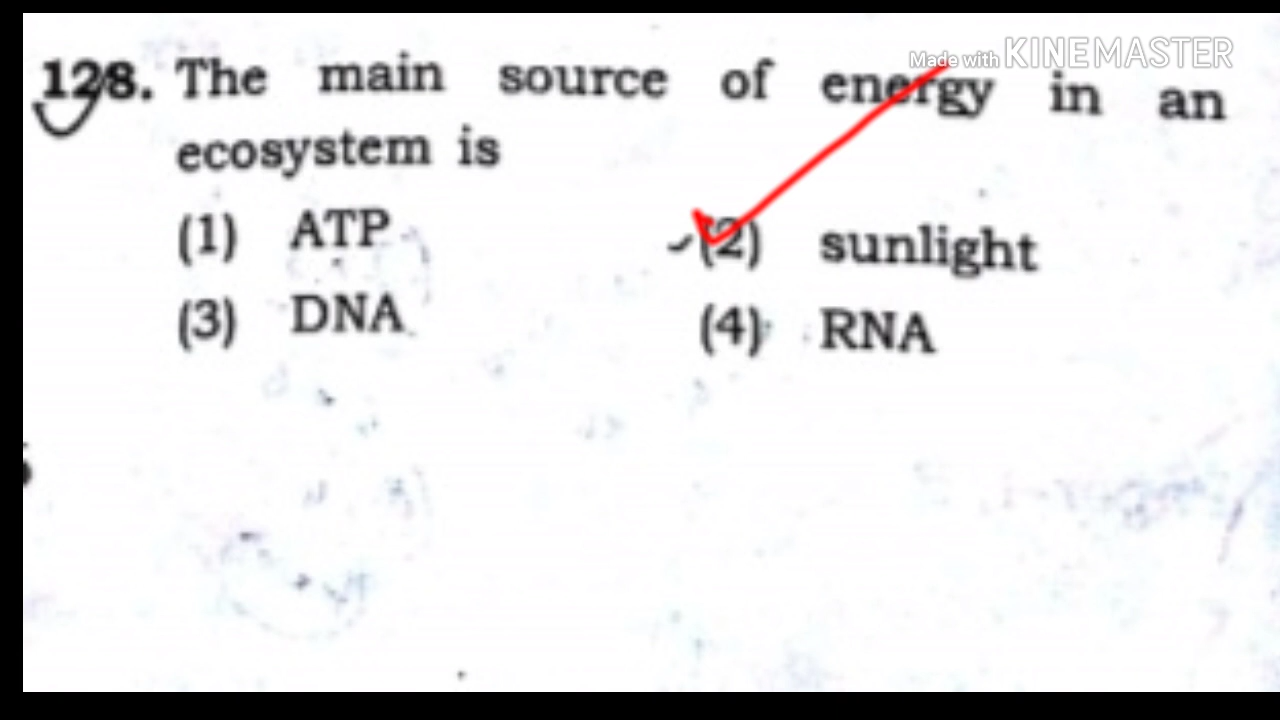 Made with KINEMASTER
128. The main source of energy in an
ecosystem is
(1) ATP (2) sunlight
(3) DNA (4) RNA